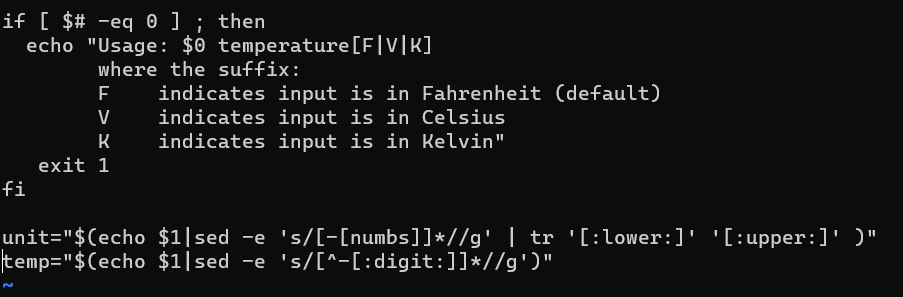 if [ $# -eq 0 ] ; then
  echo "Usage: $0 temperature[F|V|K]
        where the suffix:
        F    indicates input is in Fahrenheit (default)
        V    indicates input is in Celsius
        K    indicates input is in Kelvin"
   exit 1
fi

unit="$(echo $1|sed -e 's/[-[numbs]]*//g' | tr '[:lower:]' '[:upper:]' )"
temp="$(echo $1|sed -e 's/[^-[:digit:]]*//g')"
~